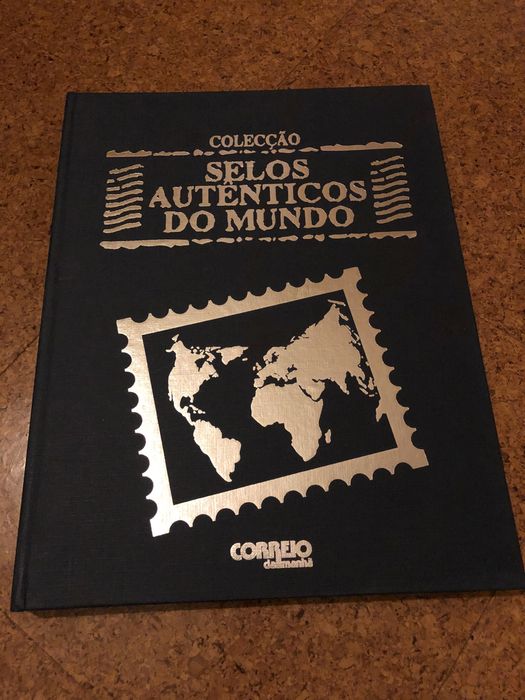 COLECÇÃO
SELOS
AUTÊNTICOS
DO MUNDO
CORREIO
da manhã